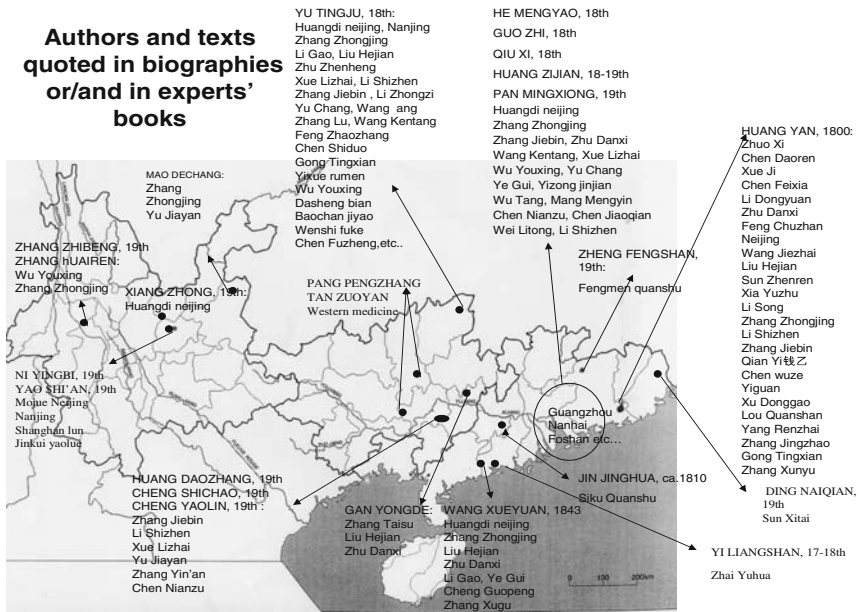 Authors and texts
quoted in biographies
or/and in experts'
books
YU TINGJU, 18th:
Huangdi neijing, Nanjing
Zhang Zhongjing
Li Gao, Liu Hejian
Zhu Zhenheng
Xue Lizhai, Li Shizhen
Zhang Jiebin , Li Zhongzi
Yu Chang, Wang ang
Zhang Lu, Wang Kentang
Feng Zhaozhang
Chen Shiduo
Gong Tingxian
Yixue rumen
Wu Youxing
Dasheng bian
Baochan jiyao
Wenshi fuke
Chen Fuzheng,etc..
HE MENGYAO, 18th
GUO ZHI, 18th
QIU XI, 18th
HUANG ZIJIAN, 18-19th
PAN MINGXIONG, 19th
Huangdi neijing
Zhang Zhongjing
Zhang Jiebin, Zhu Danxi
Wang Kentang, Xue Lizhai
Wu Youxing, Yu Chang
Ye Gui, Yizong jinjian
Wu Tang, Mang Mengyin
Chen Nianzu, Chen Jiaoqian
Wei Litong, Li Shizhen
HUANG YAN, 1800:
Zhuo Xi
Chen Daoren
Xue Ji
Chen Feixia
Li Dongyuan
Zhu Danxi
Feng Chuzhan
Neijing
Wang Jiezhai
Liu Hejian
Sun Zhenren
Xia Yuzhu
Li Song
Zhang Zhongjing
Li Shizhen
Zhang Jiebin
Qian Yi钱乙
Chen wuze
Yiguan
Xu Donggao
Lou Quanshan
Yang Renzhai
Zhang Jingzhao
Gong Tingxian
Zhang Xunyu
MAO DECHANG:
Zhang
Zhongjing
Yu Jiayan
ZHANG ZHIBENG, 19th
ZHANG hUAIREN:
Wu Youxing
Zhang Zhongjing
XIANG ZHONG, 19th:
Huangdi neijing
PANG PENGZHANG
TAN ZUOYAN
Western medicine
ZHENG FENGSHAN,
19th:
Fengmen quanshu
NI YINGBI, 19th
YAO SHI'AN, 19th
Mojue Neijing
Nanjing
Shanghan lun
Jinkui yaolue
Guangzhou
Nanhai
Foshan etc…
HUANG DAOZHANG, 19th
CHENG SHICHAO, 19th
CHENG YAOLIN, 19th :
Zhang Jiebin
Li Shizhen
Xue Lizhai
Yu Jiayan
Zhang Yin'an
Chen Nianzu
GAN YONGDE:
Zhang Taisu
Liu Hejian
Zhu Danxi
WANG XUEYUAN, 1843
Huangdi neijing
Zhang Zhongjing
Liu Hejian
Zhu Danxi
Li Gao, Ye Gui
Cheng Guopeng
Zhang Xugu
JIN JINGHUA, ca.1810
Siku Quanshu
DING NAIQIAN,
19th
Sun Xitai
YI LIANGSHAN, 17-18th
Zhai Yuhua
0 100 200km